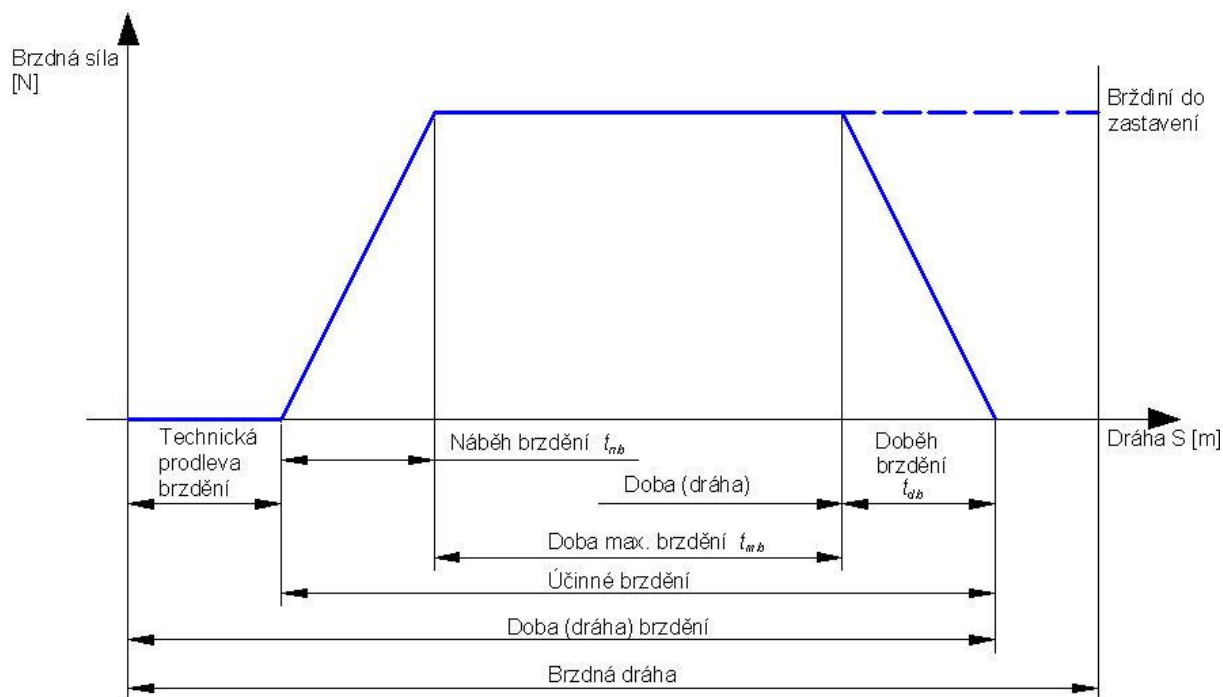 Brzdná síla
[N]
Bržďiní do
zastavení
Technická
prodleva
brzdění
Náběh brzdění t_nb
Doběh
brzdění
t_db
Dráha S [m]
Doba (dráha)
Doba max. brzdění t_mb
Účinné brzdění
Doba (dráha) brzdění
Brzdná dráha